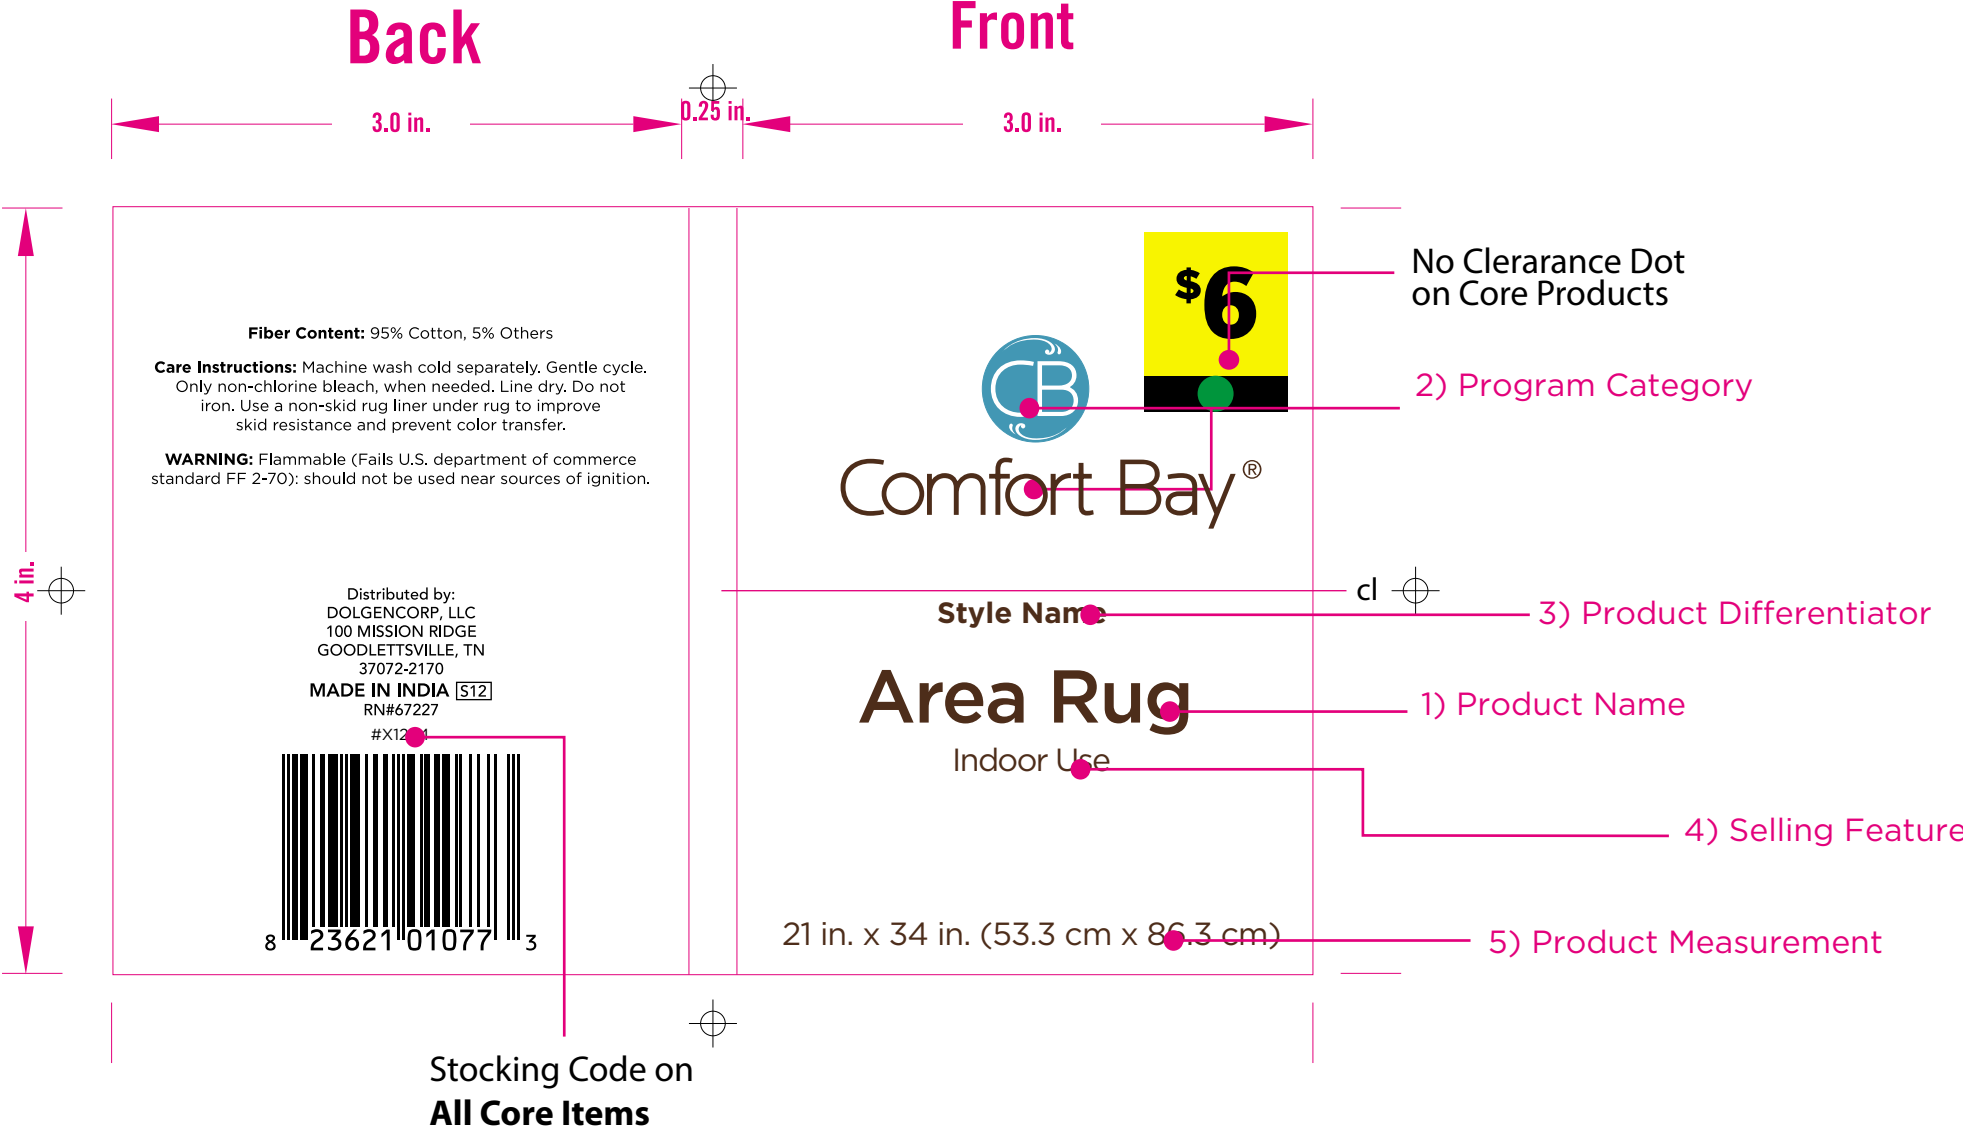 Back
Front
3.0 in.
0.25 in.
3.0 in.
4 in.
Fiber Content: 95% Cotton, 5% Others
Care Instructions: Machine wash cold separately. Gentle cycle.
Only non-chlorine bleach, when needed. Line dry. Do not
iron. Use a non-skid rug liner under rug to improve
skid resistance and prevent color transfer.
WARNING: Flammable (Fails U.S. department of commerce
standard FF 2-70): should not be used near sources of ignition.
Distributed by:
DOLGENCORP, LLC
100 MISSION RIDGE
GOODLETTSVILLE, TN
37072-2170
MADE IN INDIA S12
RN#67227
8 23621 01077 3
Stocking Code on
All Core Items
$6
CB
Comfort Bay®
Style Name
Area Rug
Indoor Use
21 in. x 34 in. (53.3 cm x 86.3 cm)
No Clerarance Dot
on Core Products
2) Program Category
cl
3) Product Differentiator
1) Product Name
4) Selling Feature
5) Product Measurement